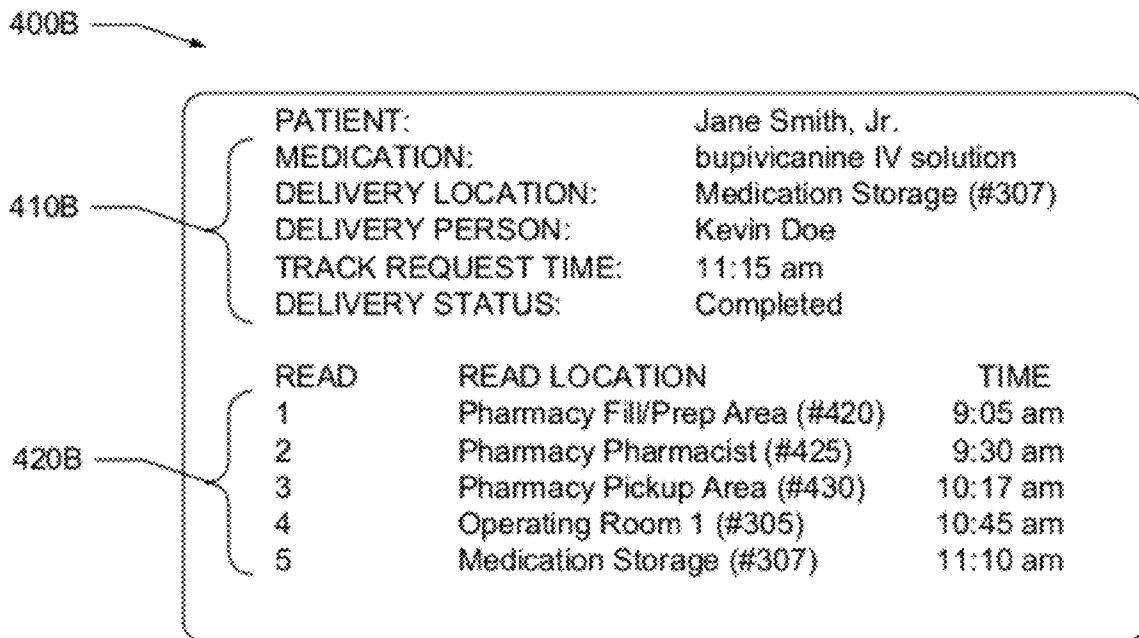 400B
PATIENT: Jane Smith, Jr.
MEDICATION: bupivicanine IV solution
DELIVERY LOCATION: Medication Storage (#307)
410B
DELIVERY PERSON: Kevin Doe
TRACK REQUEST TIME: 11:15 am
DELIVERY STATUS: Completed
READ READ LOCATION TIME
1 Pharmacy Fill/Prep Area (#420) 9:05 am
2 Pharmacy Pharmacist (#425) 9:30 am
420B
3 Pharmacy Pickup Area (#430) 10:17 am
4 Operating Room 1 (#305) 10:45 am
5 Medication Storage (#307) 11:10 am